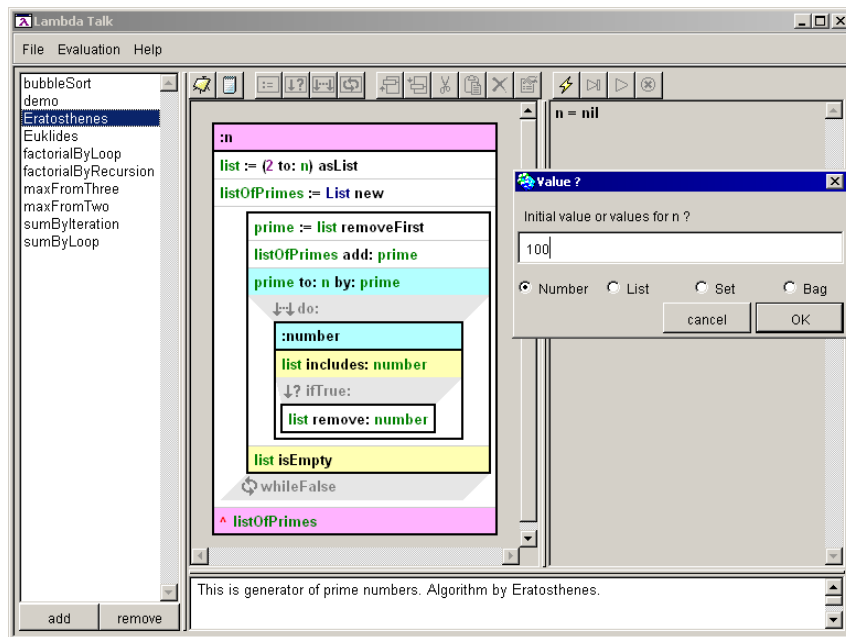 Lambda Talk
File Evaluation Help
bubbleSort
demo
Eratosthenes
Euklides
factorialByLoop
factorialByRecursion
maxFromThree
maxFromTwo
sumByIteration
sumByLoop
add remove
:n
list := (2 to: n) asList
listOfPrimes := List new
prime := list removeFirst
listOfPrimes add: prime
prime to: n by: prime
do:
:number
list includes: number
? ifTrue:
list remove: number
list isEmpty
whileFalse
^ listOfPrimes
n = nil
Value ?
Initial value or values for n ?
100
Number List Set Bag
cancel OK
This is generator of prime numbers. Algorithm by Eratosthenes.